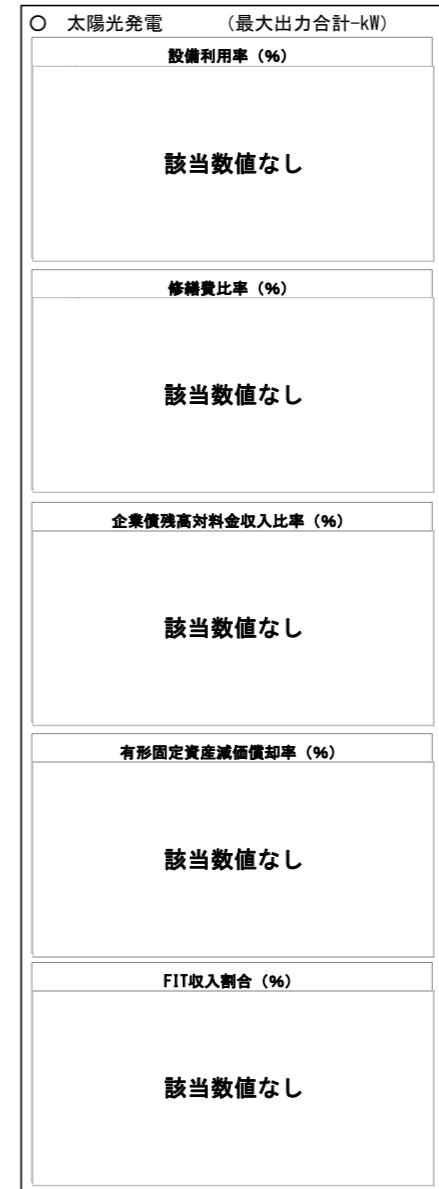 ○ 太陽光発電 (最大出力合計-kW)
設備利用率 (%)
該当数値なし
修繕費比率 (%)
該当数値なし
企業債残高対料金収入比率 (%)
該当数値なし
有形固定資産減価償却率 (%)
該当数値なし
FIT収入割合 (%)
該当数値なし